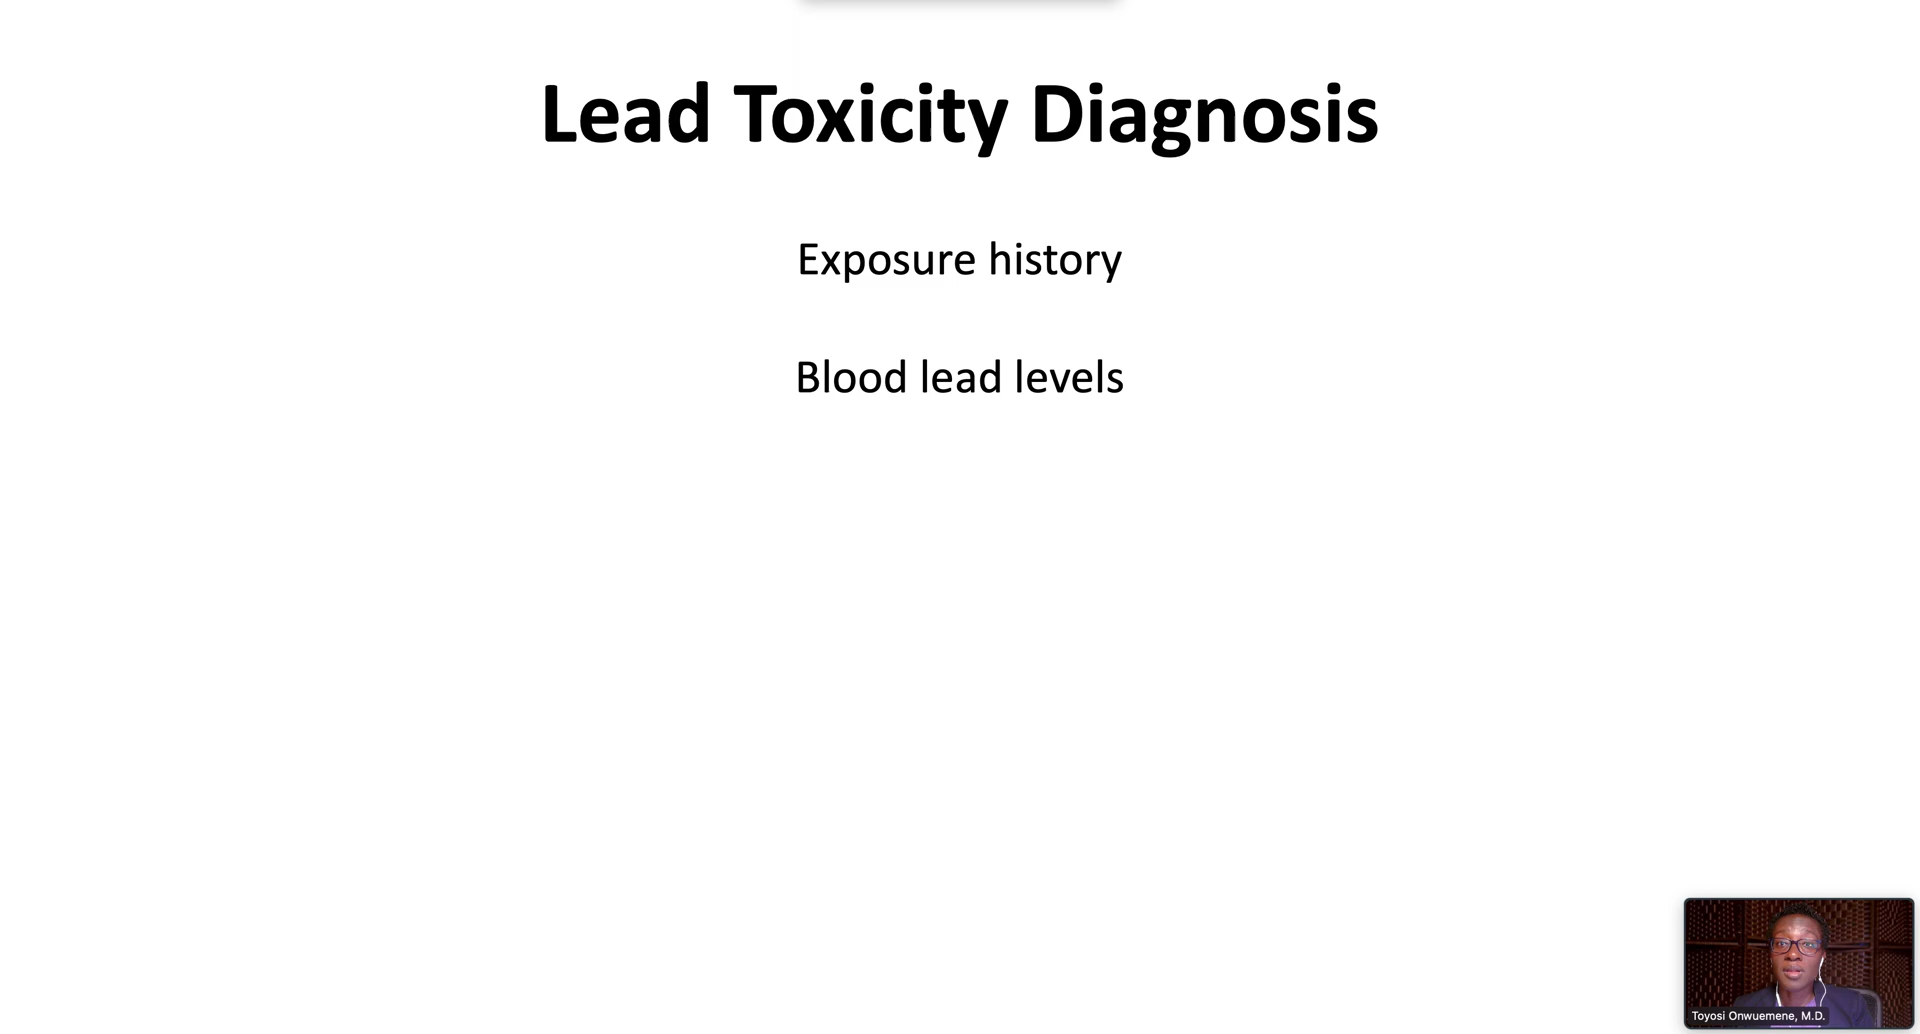 Lead Toxicity Diagnosis
Exposure history
Blood lead levels
Toyosi Onwuemene, M.D.